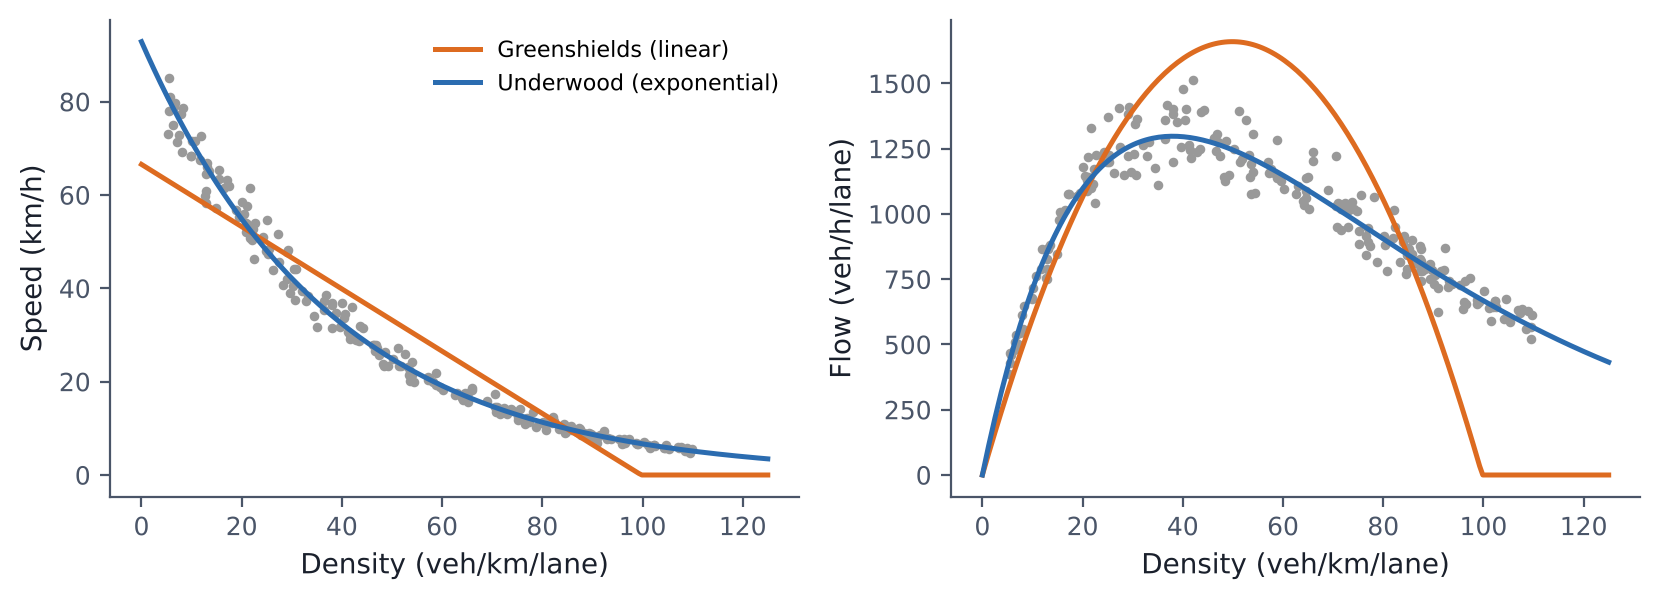 Greenshields (linear)
Underwood (exponential)
Speed (km/h)
80
60
40
20
0
0 20 40 60 80 100 120
Density (veh/km/lane)
Flow (veh/h/lane)
1500
1250
1000
750
500
250
0
0 20 40 60 80 100 120
Density (veh/km/lane)